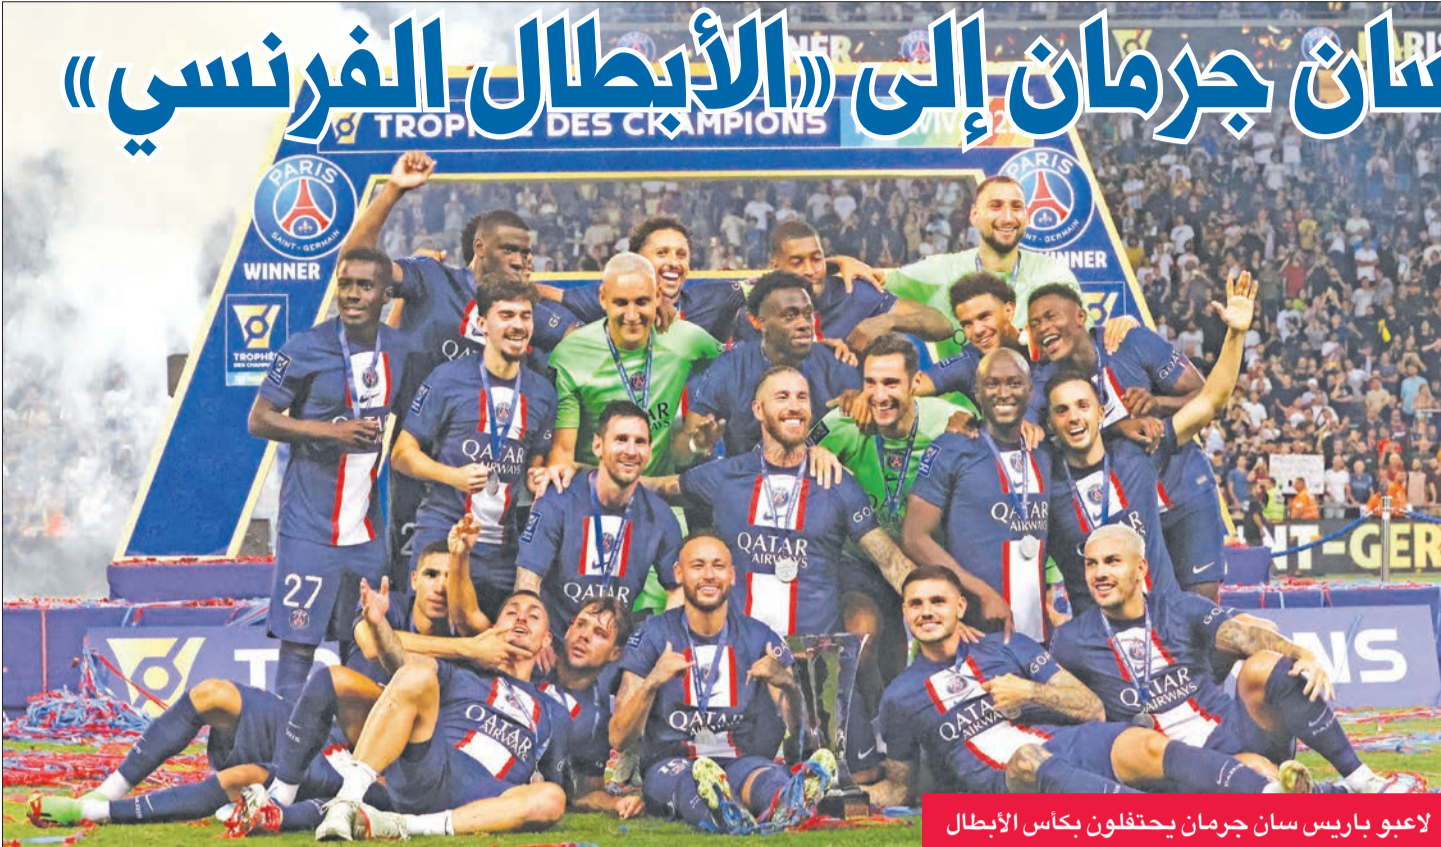 سان جرمان إلى «الأبطال الفرنسي»
TROPHÉE DES CHAMPIONS
PARIS
SAINT-GERMAIN
WINNER
TROPHÉE
DES CHAMPIONS
PARIS
SAINT-GERMAIN
WINNER
27
QATAR
AIRWAYS
QATAR
AIRWAYS
QATAR
AIRWAYS
QATAR
QATAR
AIRWAYS
QATAR
AIRWAYS
QATAR
AIRWAYS
NT-GER
NS
لاعبو باريس سان جرمان يحتفلون بكأس الأبطال